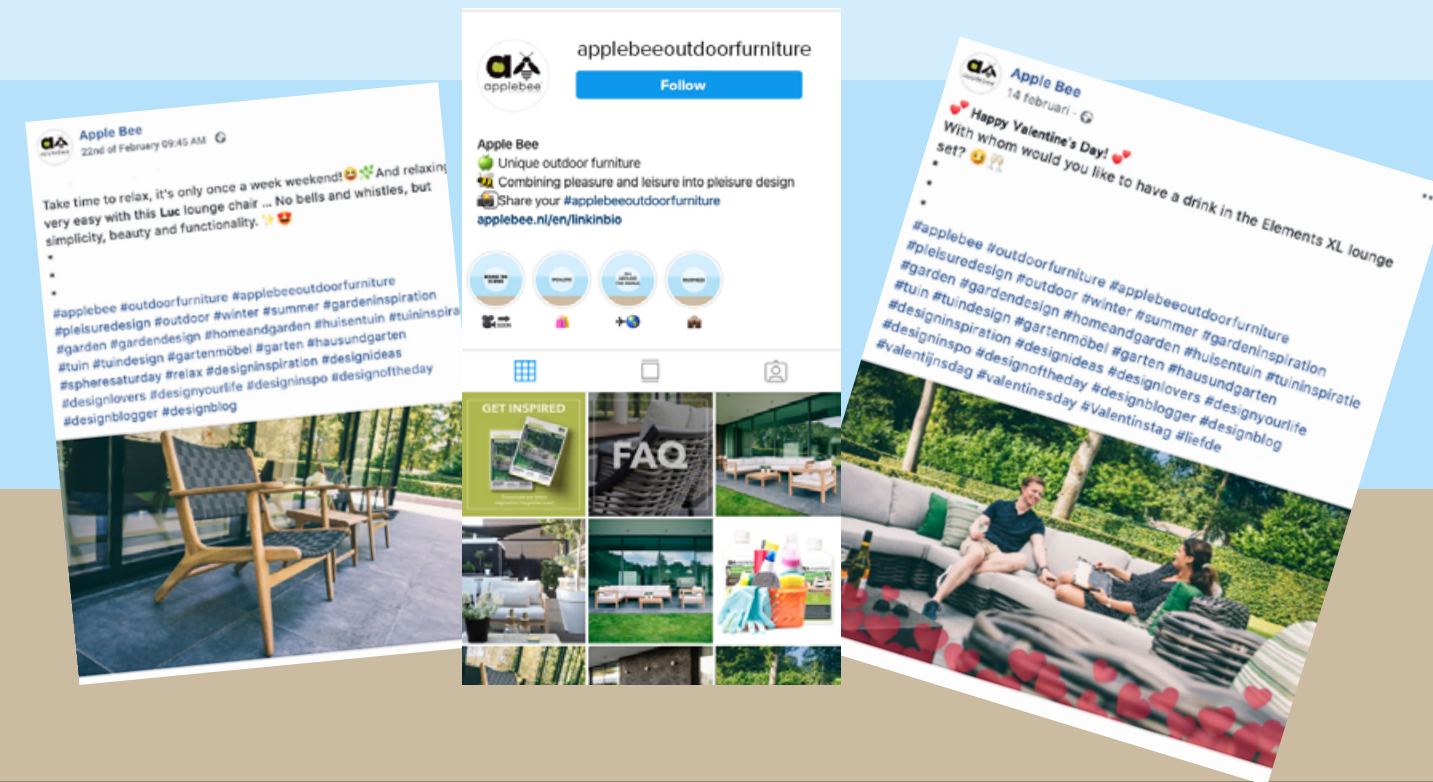 Apple Bee
22nd of February 09:45 AM
Take time to relax, it's only once a week weekend!😄🌿And relaxing
very easy with this Luc lounge chair ... No bells and whistles, but
simplicity, beauty and functionality. ✨🤩
•
•
•
#applebee #outdoorfurniture #applebeeoutdoorfurniture
#pleisuredesign #outdoor #winter #summer #gardeninspiration
#garden #gardendesign #homeandgarden #huisentuin #tuininspira
#tuin #tuindesign #gartenmöbel #garten #hausundgarten
#spheresaturday #relax #designinspiration #designideas
#designlovers #designyourlife #designinspo #designoftheday
#designblogger #designblog
applebee
applebeeoutdoorfurniture
Follow
Apple Bee
🍏 Unique outdoor furniture
🐝 Combining pleasure and leisure into pleisure design
📷Share your #applebeeoutdoorfurniture
applebee.nl/en/linkinbio
GET INSPIRED
FAQ
Apple Bee
14 februari ·
💕 Happy Valentine's Day! 💕
With whom would you like to have a drink in the Elements XL lounge
set? 😉🥂
•
•
•
#applebee #outdoorfurniture #applebeeoutdoorfurniture
#pleisuredesign #outdoor #winter #summer #gardeninspiration
#garden #gardendesign #homeandgarden #huisentuin #tuininspiratie
#tuin #tuindesign #gartenmöbel #garten #hausundgarten
#designinspiration #designideas #designlovers #designyourlife
#designinspo #designoftheday #designblogger #designblog
#valentijnsdag #valentinesday #Valentinstag #liefde